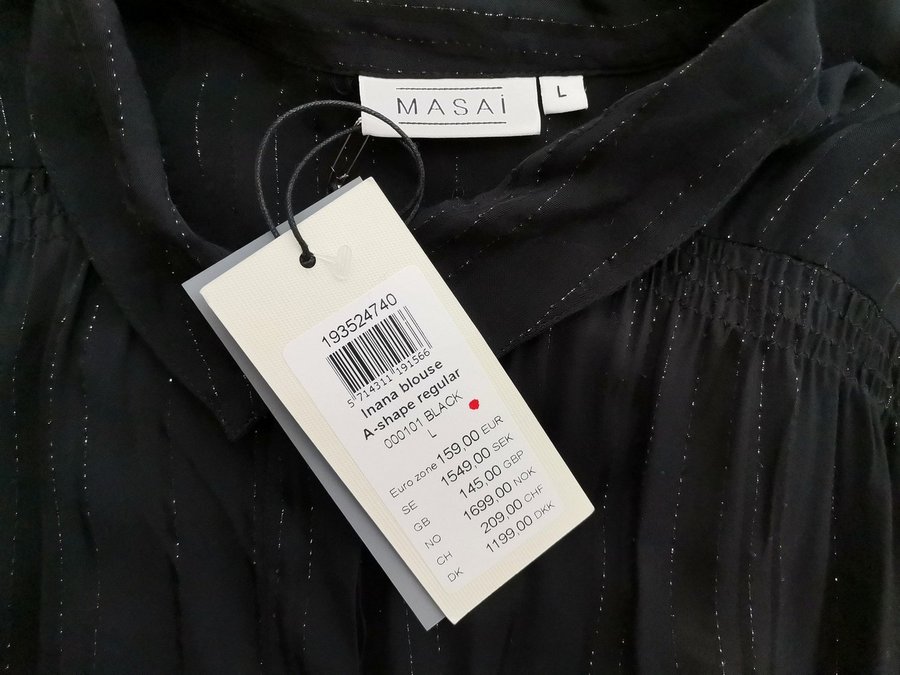 MASAI
L
193524740
5 714311 191566
Inana blouse
A-shape regular
000101 BLACK
L
Euro zone 159,00 EUR
SE 1549,00 SEK
GB 145,00 GBP
NO 1699,00 NOK
CH 209,00 CHF
DK 1199,00 DKK